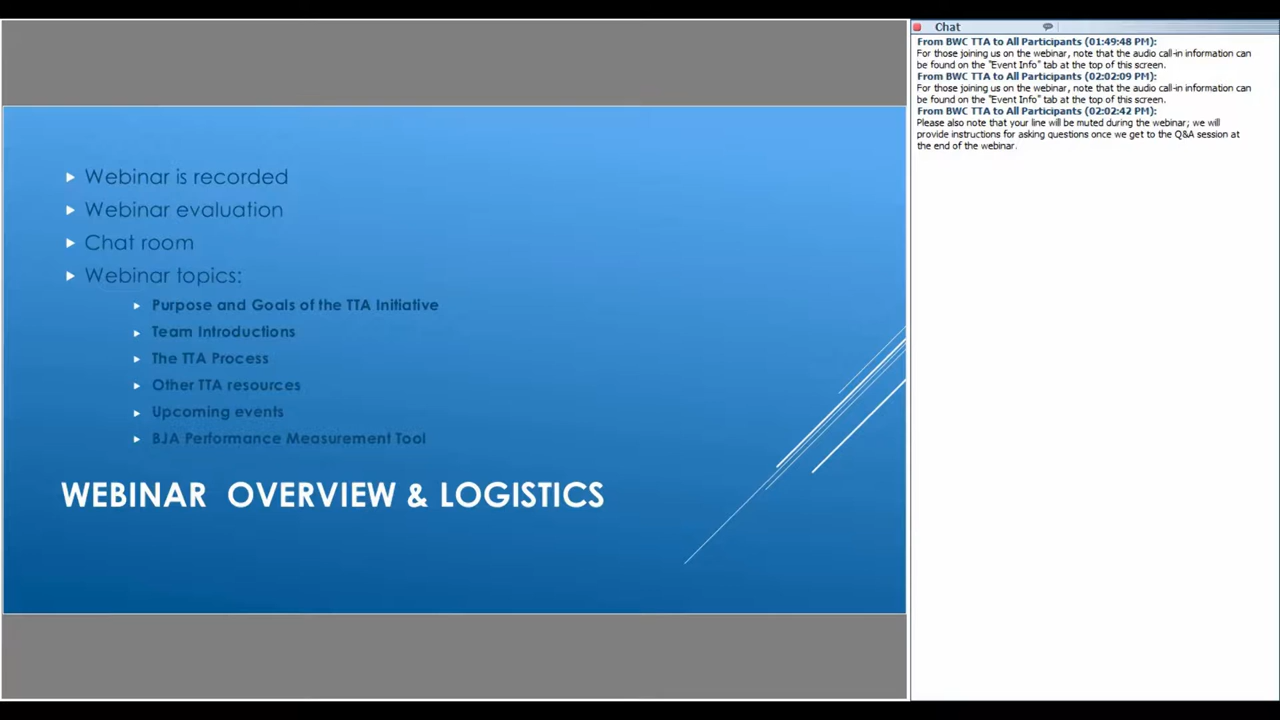 Webinar is recorded
Webinar evaluation
Chat room
Webinar topics:
Purpose and Goals of the TTA Initiative
Team Introductions
The TTA Process
Other TTA resources
Upcoming events
BJA Performance Measurement Tool
WEBINAR OVERVIEW & LOGISTICS
Chat
From BWC TTA to All Participants (01:49:48 PM):
For those joining us on the webinar, note that the audio call-in information can
be found on the "Event Info" tab at the top of this screen.
From BWC TTA to All Participants (02:02:09 PM):
For those joining us on the webinar, note that the audio call-in information can
be found on the "Event Info" tab at the top of this screen.
From BWC TTA to All Participants (02:02:42 PM):
Please also note that your line will be muted during the webinar; we will
provide instructions for asking questions once we get to the Q&A session at
the end of the webinar.